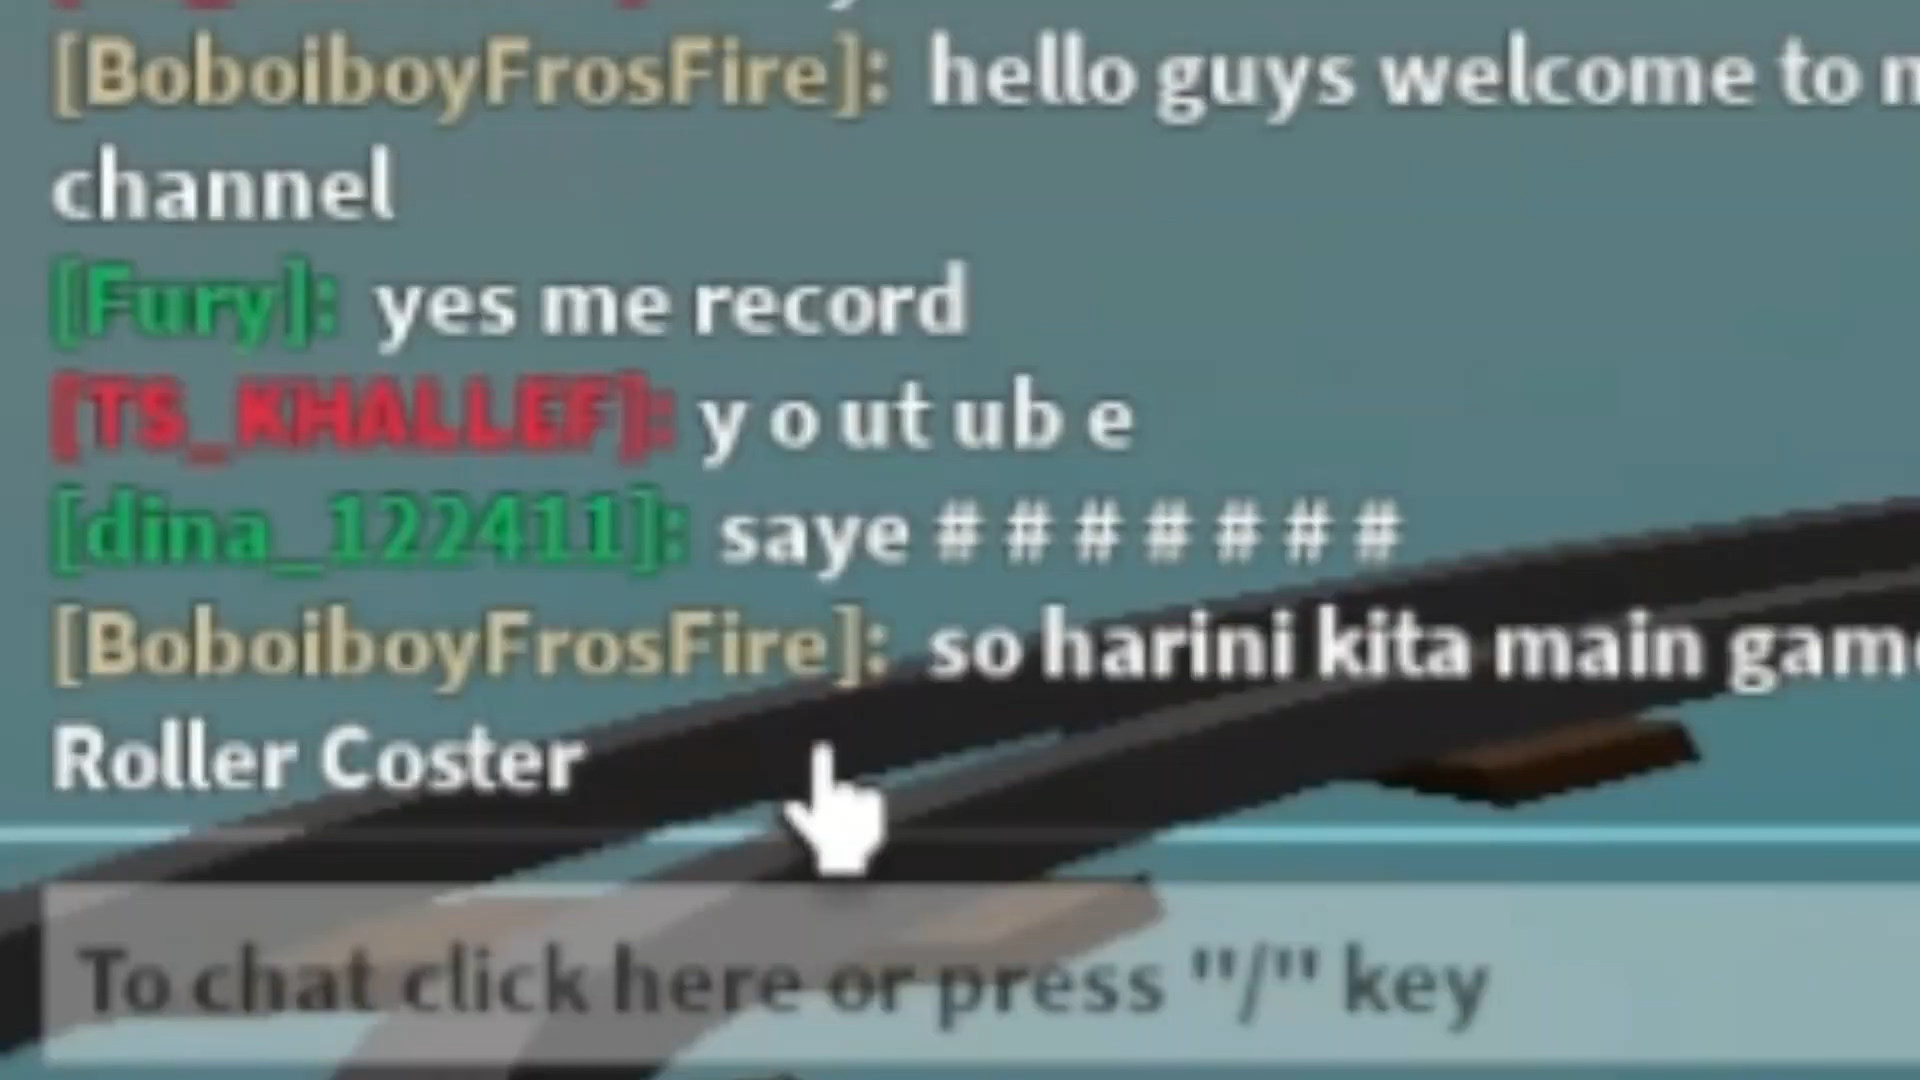 [BoboiboyFrosFire]: hello guys welcome to
channel
[Fury]: yes me record
[TS_KHALLEF]: y o ut ub e
[dina_122411]: saye # # # # # # #
[BoboiboyFrosFire]: so harini kita main game
Roller Coster
To chat click here or press "/" key